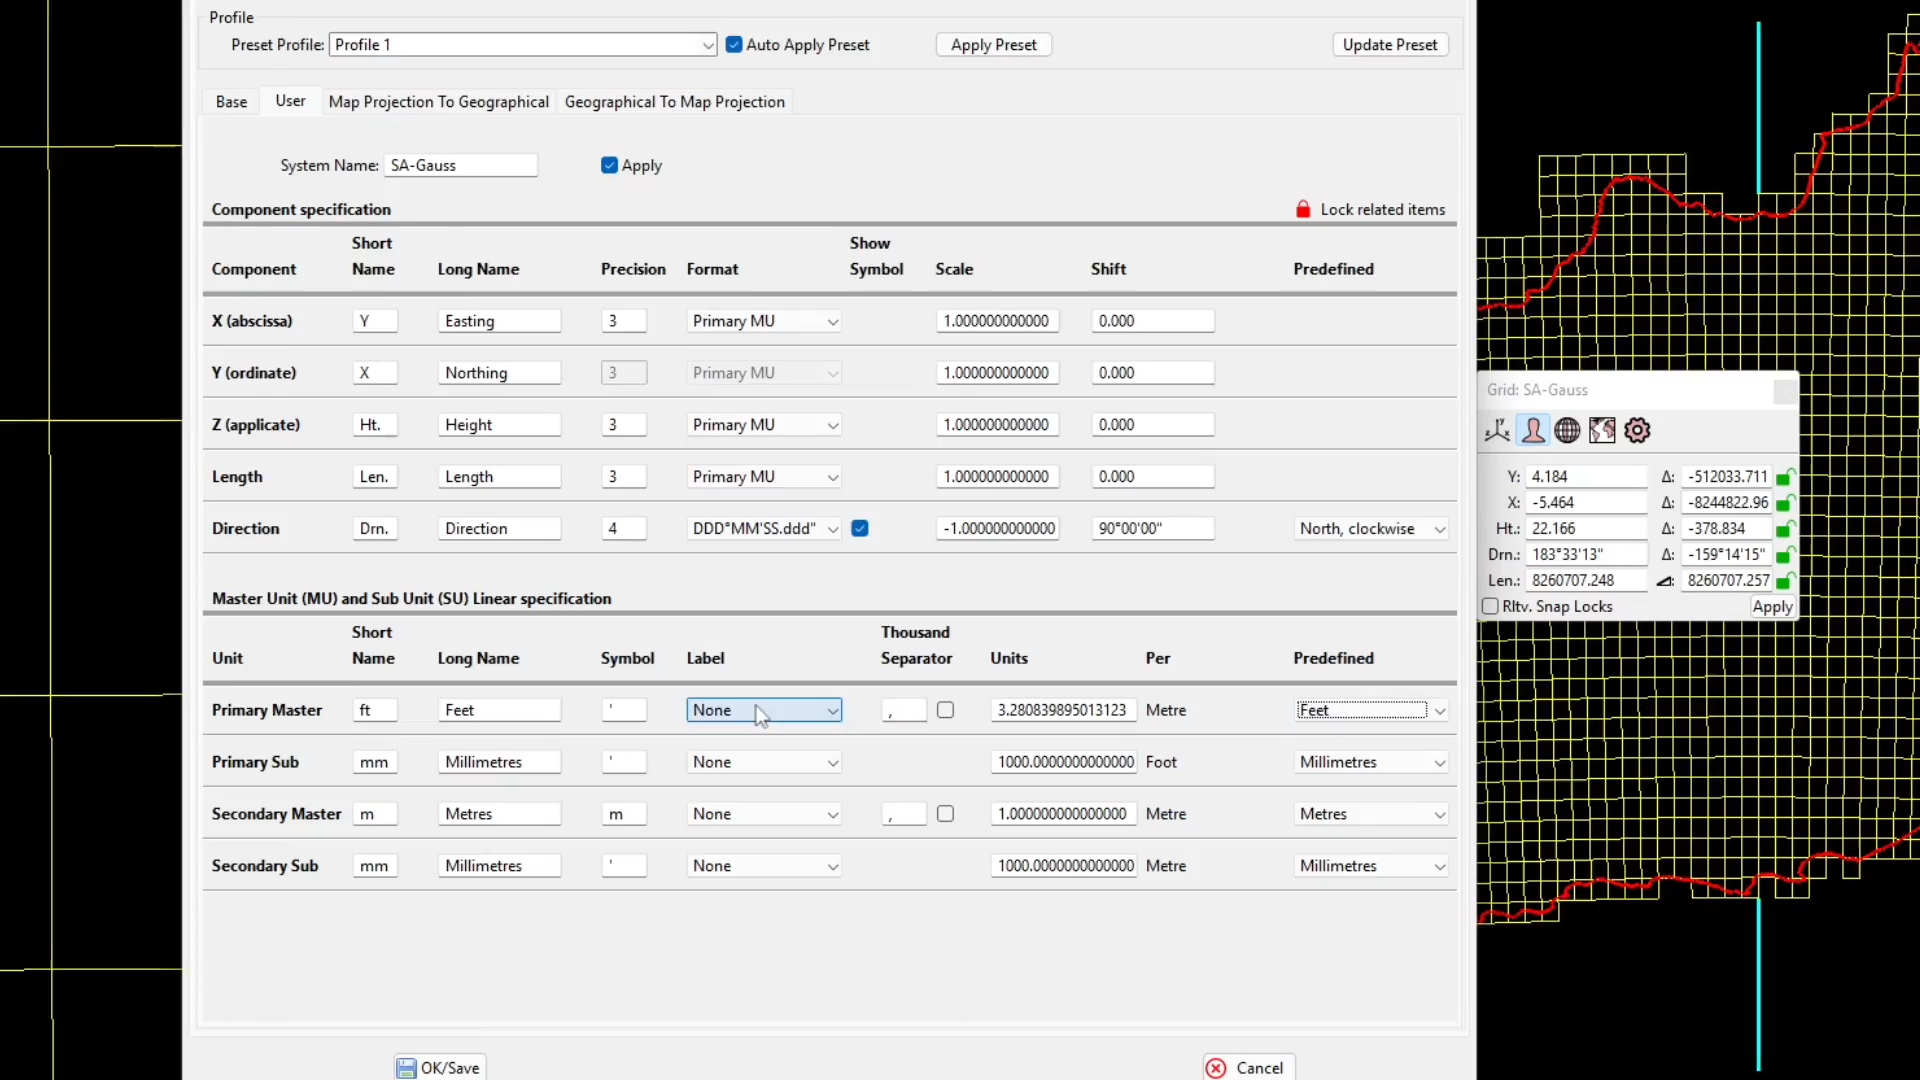 Profile
Preset Profile: Profile 1 Auto Apply Preset Apply Preset Update Preset
Base User Map Projection To Geographical Geographical To Map Projection
System Name: SA-Gauss Apply
Component specification Lock related items
Short Show
Component Name Long Name Precision Format Symbol Scale Shift Predefined
X (abscissa) Y Easting 3 Primary MU 1.000000000000 0.000
Y (ordinate) X Northing 3 Primary MU 1.000000000000 0.000
Z (applicate) Ht. Height 3 Primary MU 1.000000000000 0.000
Length Len. Length 3 Primary MU 1.000000000000 0.000
Direction Drn. Direction 4 DDD°MM'SS.ddd" -1.000000000000 90°00'00" North, clockwise
Master Unit (MU) and Sub Unit (SU) Linear specification
Short Thousand
Unit Name Long Name Symbol Label Separator Units Per Predefined
Primary Master ft Feet ' None , 3.280839895013123 Metre Feet
Primary Sub mm Millimetres ' None 1000.0000000000000 Foot Millimetres
Secondary Master m Metres m None , 1.000000000000000 Metre Metres
Secondary Sub mm Millimetres ' None 1000.0000000000000 Metre Millimetres
OK/Save Cancel
Grid: SA-Gauss
Y: 4.184 Δ: -512033.711
X: -5.464 Δ: -8244822.96
Ht.: 22.166 Δ: -378.834
Drn.: 183°33'13" Δ: -159°14'15"
Len.: 8260707.248 8260707.257
Rltv. Snap Locks Apply